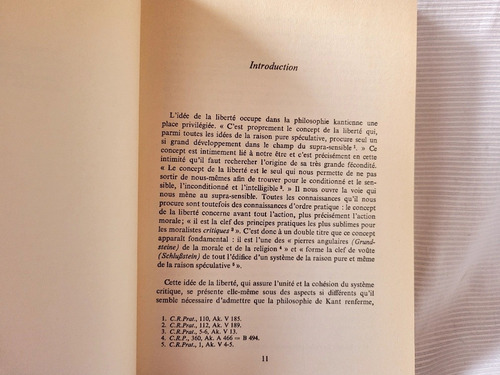 Introduction
L'idée de la liberté occupe dans la philosophie kantienne une
place privilégiée. « C'est proprement le concept de la liberté qui,
parmi toutes les idées de la raison pure spéculative, procure seul un
si grand développement dans le champ du supra-sensible ¹. » Ce
concept est intimement lié à notre être et c'est précisément en cette
intimité qu'il faut rechercher l'origine de sa très grande fécondité.
« Le concept de la liberté est le seul qui nous permette de ne pas
sortir de nous-mêmes afin de trouver pour le conditionné et le sen-
sible, l'inconditionné et l'intelligible ². » Il nous ouvre la voie qui
nous mène au supra-sensible. Toutes les connaissances qu'il nous
procure sont toutefois des connaissances d'ordre pratique : le concept
de la liberté concerne avant tout l'action, plus précisément l'action
morale; « il est la clef des principes pratiques les plus sublimes pour
les moralistes critiques ³ ». C'est donc à un double titre que ce concept
apparaît fondamental : il est l'une des « pierres angulaires (Grund-
steine) de la morale et de la religion ⁴ » et « forme la clef de voûte
(Schlußstein) de tout l'édifice d'un système de la raison pure et même
de la raison spéculative ⁵ ».
Cette idée de la liberté, qui assure l'unité et la cohésion du système
critique, se présente elle-même sous des aspects si différents qu'il
semble nécessaire d'admettre que la philosophie de Kant renferme,
1. C.R.Prat., 110, Ak. V 185.
2. C.R.Prat., 112, Ak. V 189.
3. C.R.Prat., 5-6, Ak. V 13.
4. C.R.P., 360, Ak. A 466 = B 494.
5. C.R.Prat., 1, Ak. V 4-5.
11